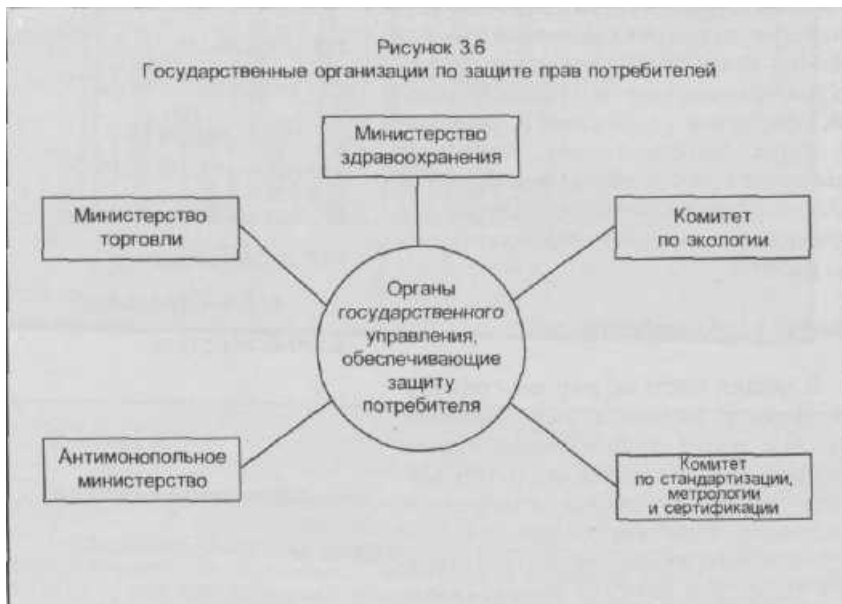 Рисунок 3.6
Государственные организации по защите прав потребителей
Министерство
здравоохранения
Министерство
торговли
Комитет
по экологии
Органы
государственного
управления,
обеспечивающие
защиту
потребителя
Антимонопольное
министерство
Комитет
по стандартизации,
метрологии
и сертификации